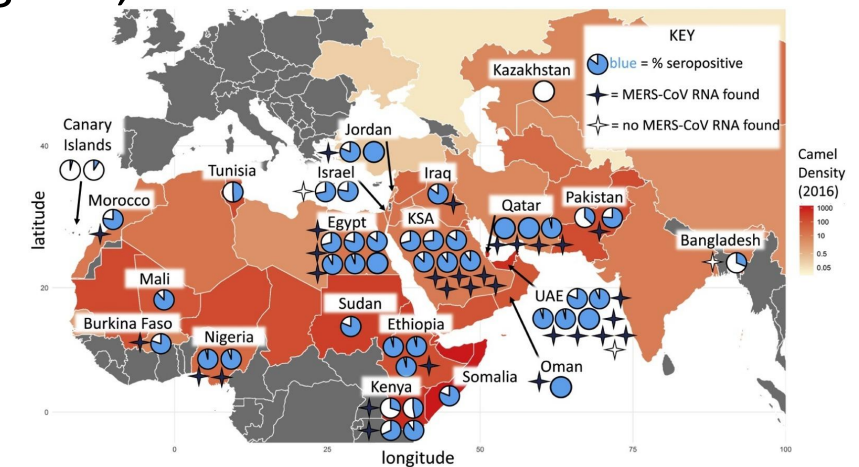 KEY
blue = % seropositive
= MERS-CoV RNA found
= no MERS-CoV RNA found
Kazakhstan
Canary
Islands
Jordan
Tunisia
Israel
Iraq
Morocco
Qatar
Pakistan
Egypt
KSA
Bangladesh
Mali
Sudan
UAE
Burkina Faso
Nigeria
Ethiopia
Oman
Kenya
Somalia
Camel
Density
(2016)
1000
100
10
0.5
0.05
latitude
40
20
0
0
25
50
75
100
longitude